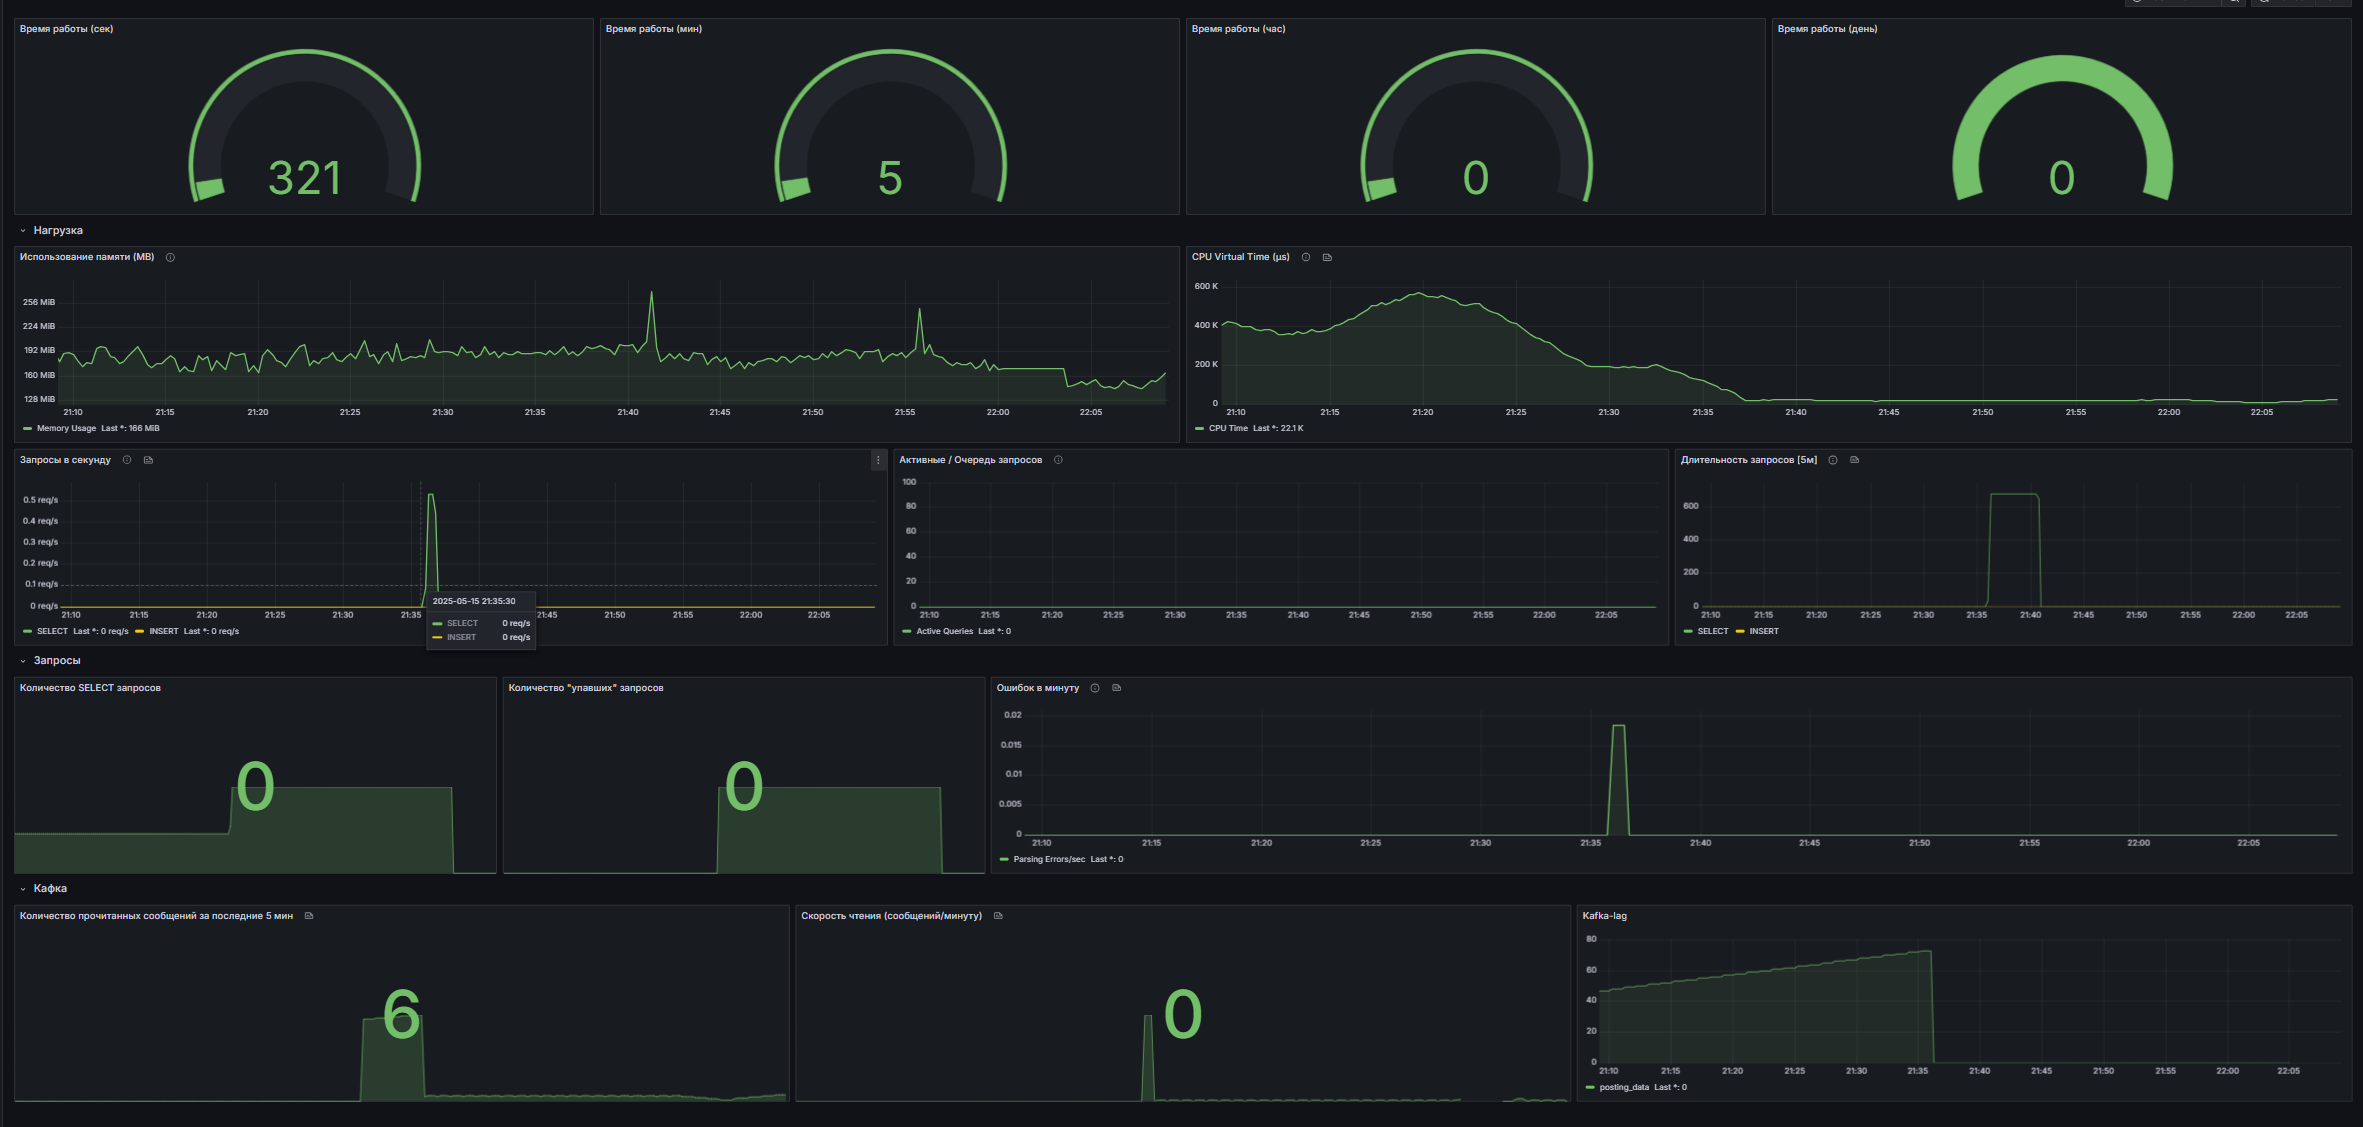 Время работы (сек)
Время работы (мин)
Время работы (час)
Время работы (день)
321
5
0
0
Нагрузка
Использование памяти (MB)
256 MiB
224 MiB
192 MiB
160 MiB
128 MiB
21:10 21:15 21:20 21:25 21:30 21:35 21:40 21:45 21:50 21:55 22:00 22:05
Memory Usage Last *: 166 MiB
CPU Virtual Time (µs)
600 K
400 K
200 K
0
21:10 21:15 21:20 21:25 21:30 21:35 21:40 21:45 21:50 21:55 22:00 22:05
CPU Time Last *: 22.1 K
Запросы в секунду
0.5 req/s
0.4 req/s
0.3 req/s
0.2 req/s
0.1 req/s
0 req/s
21:10 21:15 21:20 21:25 21:30 21:35 21:45 21:50 21:55 22:00 22:05
SELECT Last *: 0 req/s INSERT Last *: 0 req/s
2025-05-15 21:35:30
SELECT 0 req/s
INSERT 0 req/s
Активные / Очередь запросов
100
80
60
40
20
0
21:10 21:15 21:20 21:25 21:30 21:35 21:40 21:45 21:50 21:55 22:00 22:05
Active Queries Last *: 0
Длительность запросов [5м]
600
400
200
0
21:10 21:15 21:20 21:25 21:30 21:35 21:40 21:45 21:50 21:55 22:00 22:05
SELECT INSERT
Запросы
Количество SELECT запросов
0
Количество "упавших" запросов
0
Ошибок в минуту
0.02
0.015
0.01
0.005
0
21:10 21:15 21:20 21:25 21:30 21:35 21:40 21:45 21:50 21:55 22:00 22:05
Parsing Errors/sec Last *: 0
Кафка
Количество прочитанных сообщений за последние 5 мин
6
Скорость чтения (сообщений/минуту)
0
Kafka-lag
80
60
40
20
0
21:10 21:15 21:20 21:25 21:30 21:35 21:40 21:45 21:50 21:55 22:00 22:05
posting_data Last *: 0